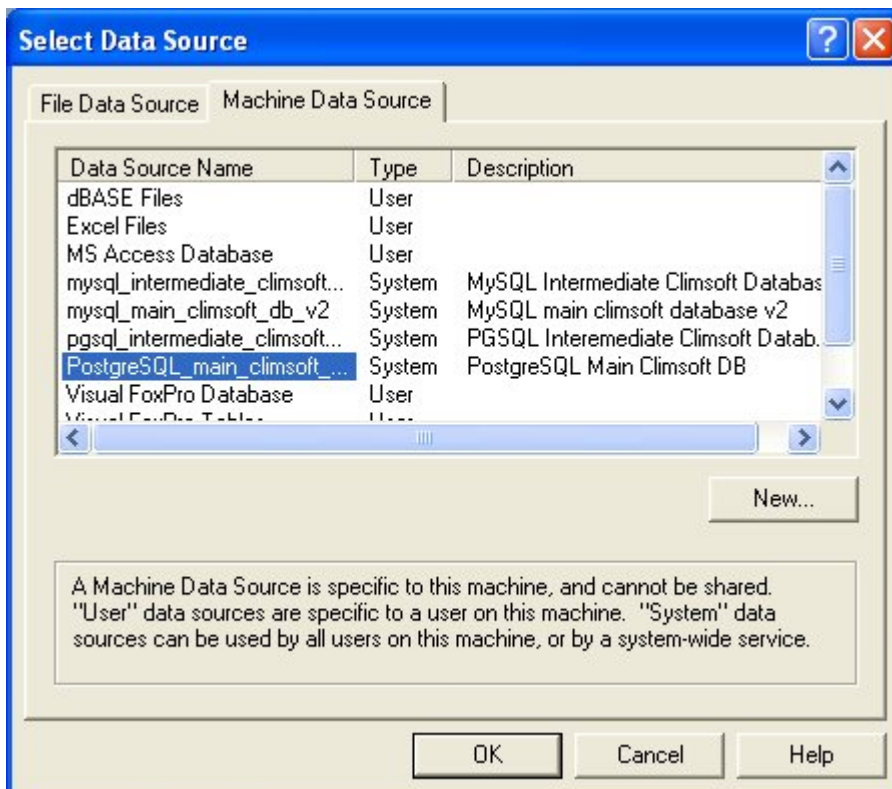 Select Data Source
File Data Source Machine Data Source
Data Source Name Type Description
dBASE Files User
Excel Files User
MS Access Database User
mysql_intermediate_climsoft... System MySQL Intermediate Climsoft Databas
mysql_main_climsoft_db_v2 System MySQL main climsoft database v2
pgsql_intermediate_climsoft... System PGSQL Interemediate Climsoft Datab...
PostgreSQL_main_climsoft_... System PostgreSQL Main Climsoft DB
Visual FoxPro Database User
Visual FoxPro Tables User
New...
A Machine Data Source is specific to this machine, and cannot be shared.
"User" data sources are specific to a user on this machine. "System" data
sources can be used by all users on this machine, or by a system-wide service.
OK Cancel Help